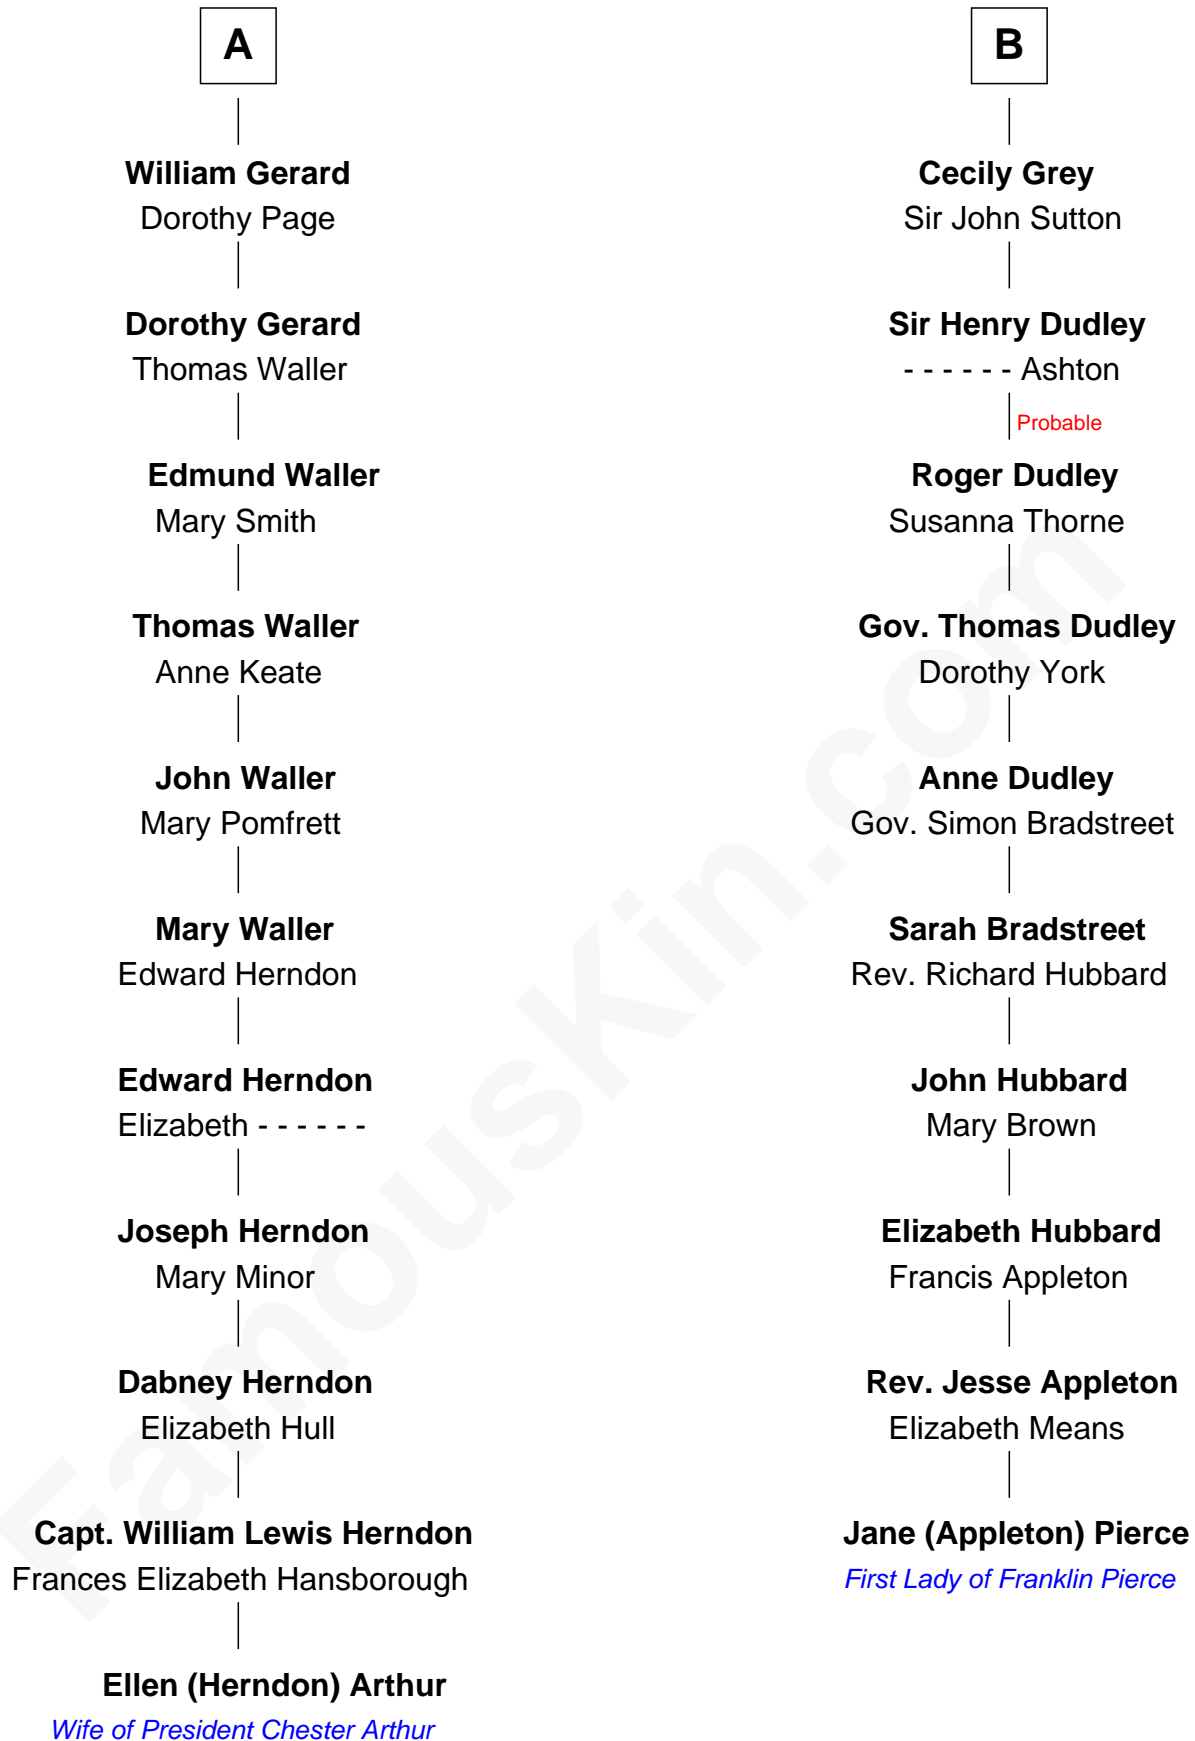 A
William Gerard
Dorothy Page
Dorothy Gerard
Thomas Waller
Edmund Waller
Mary Smith
Thomas Waller
Anne Keate
John Waller
Mary Pomfrett
Mary Waller
Edward Herndon
Edward Herndon
Elizabeth - - - - - -
Joseph Herndon
Mary Minor
Dabney Herndon
Elizabeth Hull
Capt. William Lewis Herndon
Frances Elizabeth Hansborough
Ellen (Herndon) Arthur
Wife of President Chester Arthur
B
Cecily Grey
Sir John Sutton
Sir Henry Dudley
- - - - - - Ashton
Probable
Roger Dudley
Susanna Thorne
Gov. Thomas Dudley
Dorothy York
Anne Dudley
Gov. Simon Bradstreet
Sarah Bradstreet
Rev. Richard Hubbard
John Hubbard
Mary Brown
Elizabeth Hubbard
Francis Appleton
Rev. Jesse Appleton
Elizabeth Means
Jane (Appleton) Pierce
First Lady of Franklin Pierce
FamousKin.com